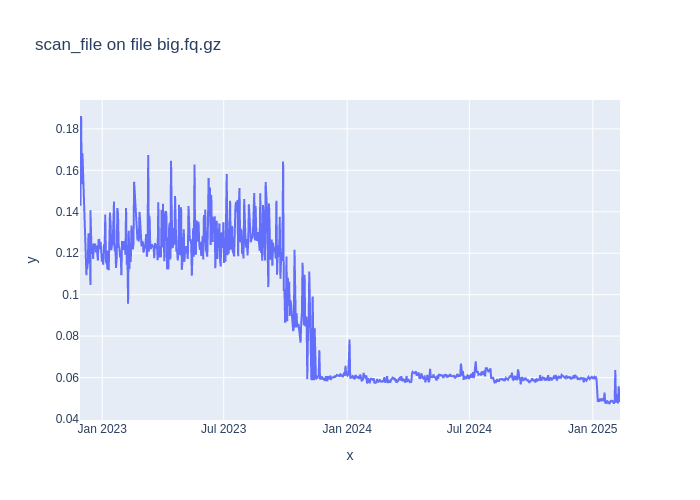 scan_file on file big.fq.gz
0.18
0.16
0.14
0.12
0.1
0.08
0.06
0.04
y
Jan 2023
Jul 2023
Jan 2024
Jul 2024
Jan 2025
x